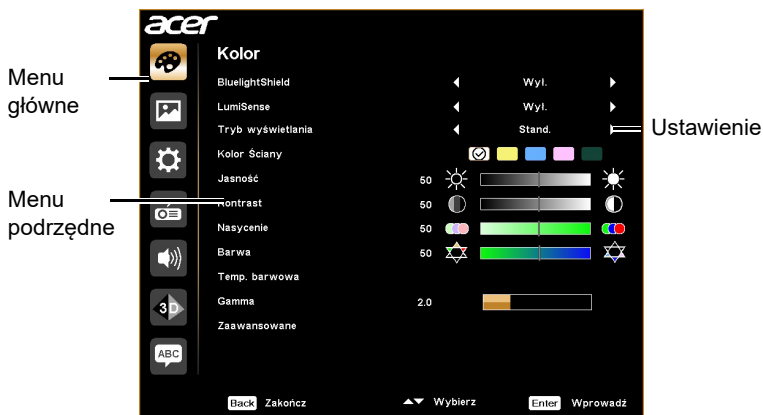 acer
Kolor
BluelightShield Wył.
LumiSense Wył.
Tryb wyświetlania Stand.
Kolor Ściany
Jasność 50
Kontrast 50
Nasycenie 50
Barwa 50
Temp. barwowa
Gamma 2.0
Zaawansowane
3D
ABC
Back Zakończ Wybierz Enter Wprowadź
Menu
główne
Menu
podrzędne
Ustawienie